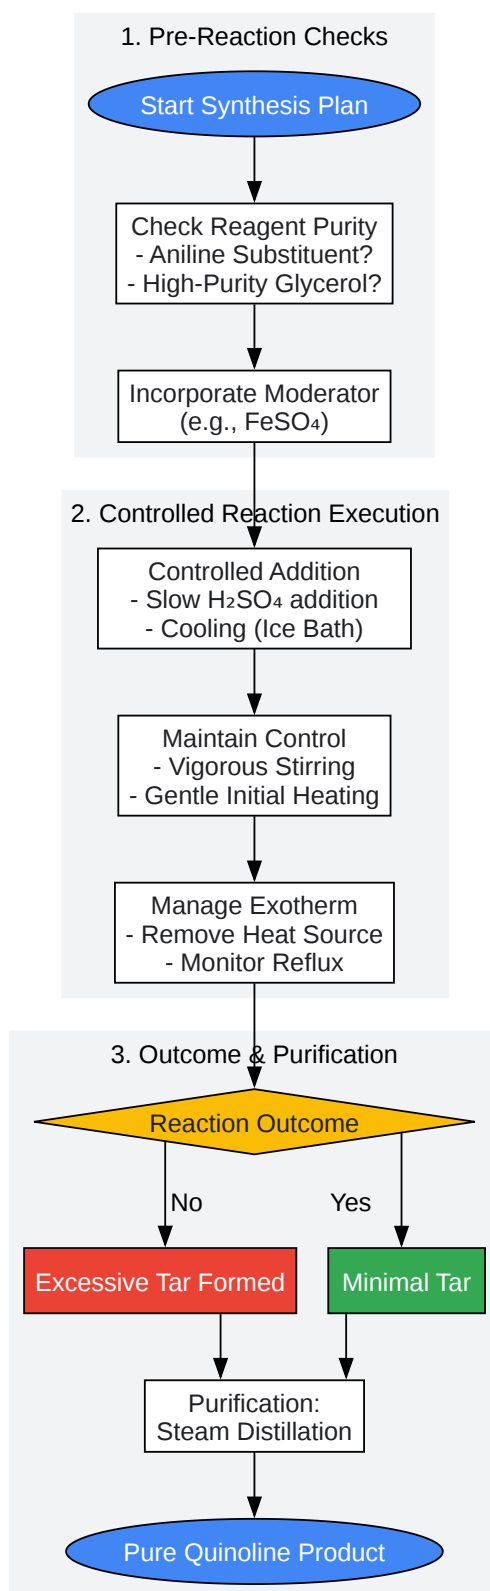 1. Pre-Reaction Checks
Start Synthesis Plan
Check Reagent Purity
- Aniline Substituent?
- High-Purity Glycerol?
Incorporate Moderator
(e.g., FeSO₄)
2. Controlled Reaction Execution
Controlled Addition
- Slow H₂SO₄ addition
- Cooling (Ice Bath)
Maintain Control
- Vigorous Stirring
- Gentle Initial Heating
Manage Exotherm
- Remove Heat Source
- Monitor Reflux
3. Outcome & Purification
Reaction Outcome
No
Yes
Excessive Tar Formed
Minimal Tar
Purification:
Steam Distillation
Pure Quinoline Product